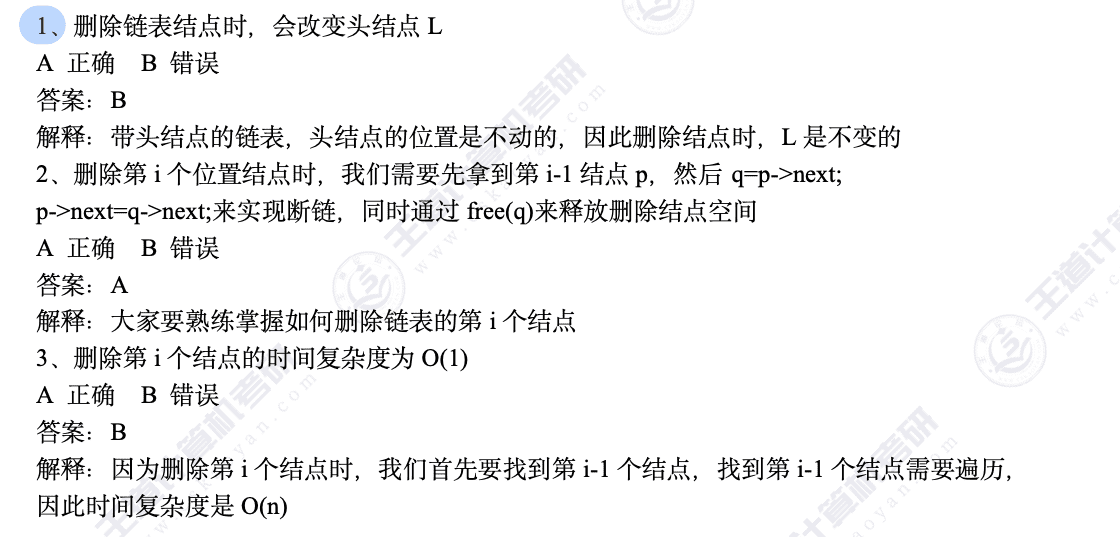 1、删除链表结点时，会改变头结点 L
A 正确 B 错误
答案：B
解释：带头结点的链表，头结点的位置是不动的，因此删除结点时，L 是不变的
2、删除第 i 个位置结点时，我们需要先拿到第 i-1 结点 p，然后 q=p->next;
p->next=q->next;来实现断链，同时通过 free(q)来释放删除结点空间
A 正确 B 错误
答案：A
解释：大家要熟练掌握如何删除链表的第 i 个结点
3、删除第 i 个结点的时间复杂度为 O(1)
A 正确 B 错误
答案：B
解释：因为删除第 i 个结点时，我们首先要找到第 i-1 个结点，找到第 i-1 个结点需要遍历，
因此时间复杂度是 O(n)